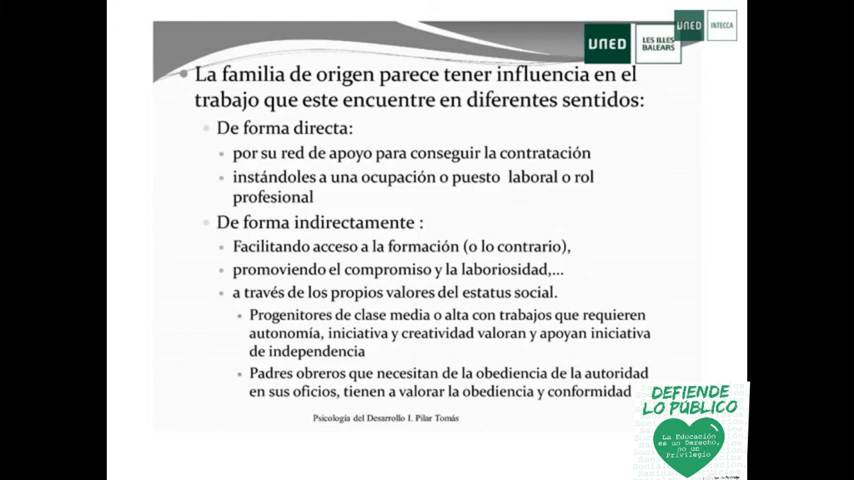 UNED
LES ILLES
BALEARS
UNED
INTECCA
La familia de origen parece tener influencia en el
trabajo que este encuentre en diferentes sentidos:
De forma directa:
por su red de apoyo para conseguir la contratación
instándoles a una ocupación o puesto laboral o rol
profesional
De forma indirectamente :
Facilitando acceso a la formación (o lo contrario),
promoviendo el compromiso y la laboriosidad,...
a través de los propios valores del estatus social.
Progenitores de clase media o alta con trabajos que requieren
autonomía, iniciativa y creatividad valoran y apoyan iniciativa
de independencia
Padres obreros que necesitan de la obediencia de la autoridad
en sus oficios, tienen a valorar la obediencia y conformidad
Psicología del Desarrollo I. Pilar Tomás
DEFIENDE
LO PÚBLICO
La Educación
es un Derecho,
no un
Privilegio